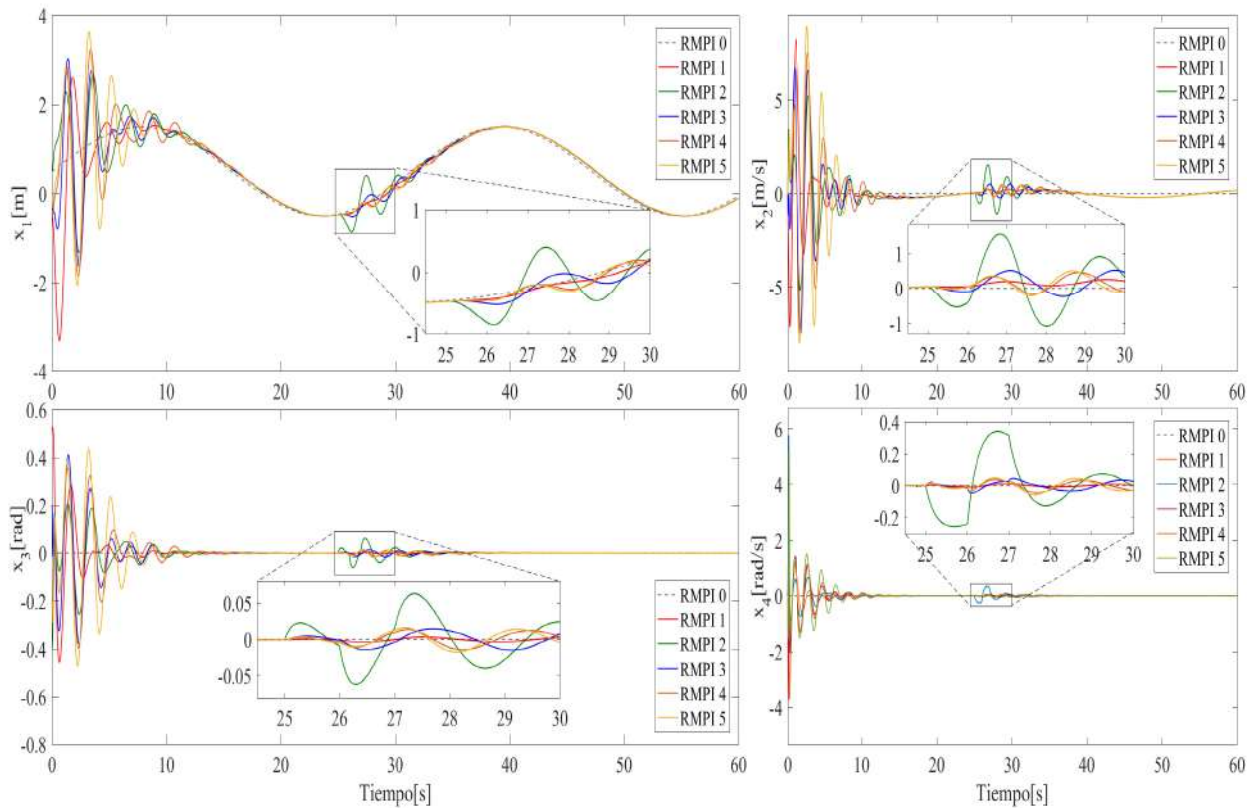 4
2
0
-2
-4
x1[m]
0
10
20
30
40
50
60
RMPI 0
RMPI 1
RMPI 2
RMPI 3
RMPI 4
RMPI 5
1
0
-1
25
26
27
28
29
30
5
0
-5
x2[m/s]
0
10
20
30
40
50
60
RMPI 0
RMPI 1
RMPI 2
RMPI 3
RMPI 4
RMPI 5
1
0
-1
25
26
27
28
29
30
0.6
0.4
0.2
0
-0.2
-0.4
-0.6
-0.8
x3[rad]
0
10
20
30
40
50
60
Tiempo[s]
RMPI 0
RMPI 1
RMPI 2
RMPI 3
RMPI 4
RMPI 5
0.05
0
-0.05
25
26
27
28
29
30
6
4
2
0
-2
-4
x4[rad/s]
0
10
20
30
40
50
60
Tiempo[s]
RMPI 0
RMPI 1
RMPI 2
RMPI 3
RMPI 4
RMPI 5
0.4
0.2
0
-0.2
25
26
27
28
29
30